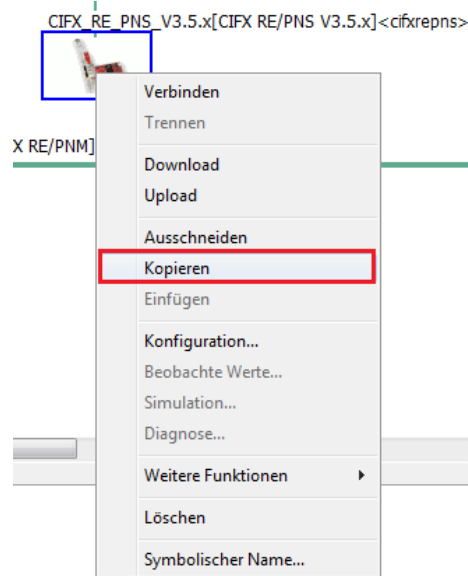 CIFX_RE_PNS_V3.5.x[CIFX RE/PNS V3.5.x]<cifxrepns>
X RE/PNM]
Verbinden
Trennen
Download
Upload
Ausschneiden
Kopieren
Einfügen
Konfiguration...
Beobachte Werte...
Simulation...
Diagnose...
Weitere Funktionen
Löschen
Symbolischer Name...